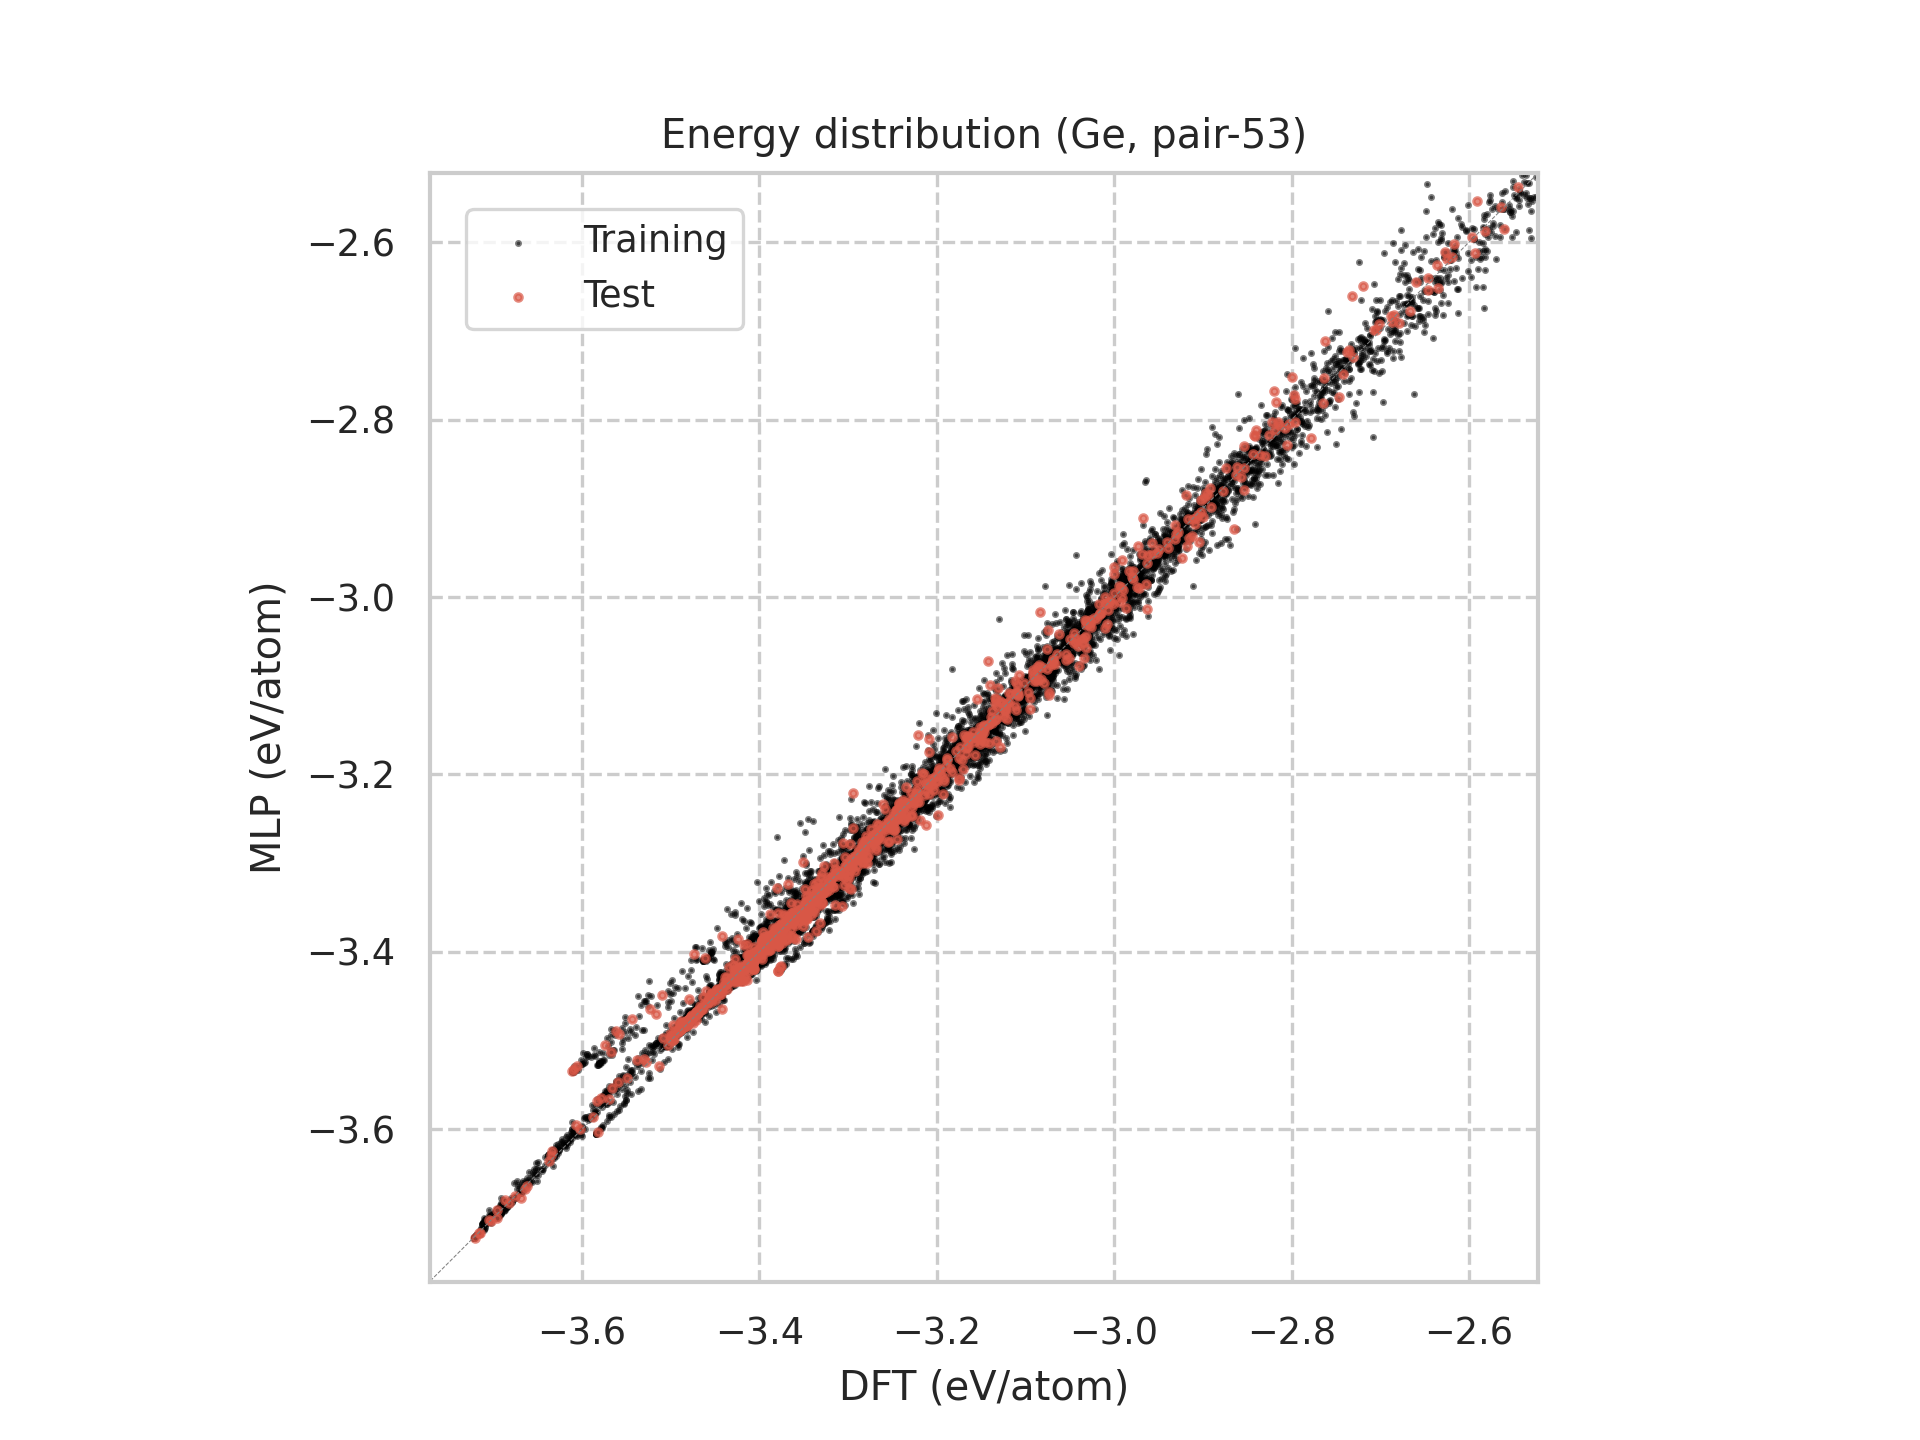 Energy distribution (Ge, pair-53)
Training
Test
MLP (eV/atom)
−2.6
−2.8
−3.0
−3.2
−3.4
−3.6
−3.6 −3.4 −3.2 −3.0 −2.8 −2.6
DFT (eV/atom)